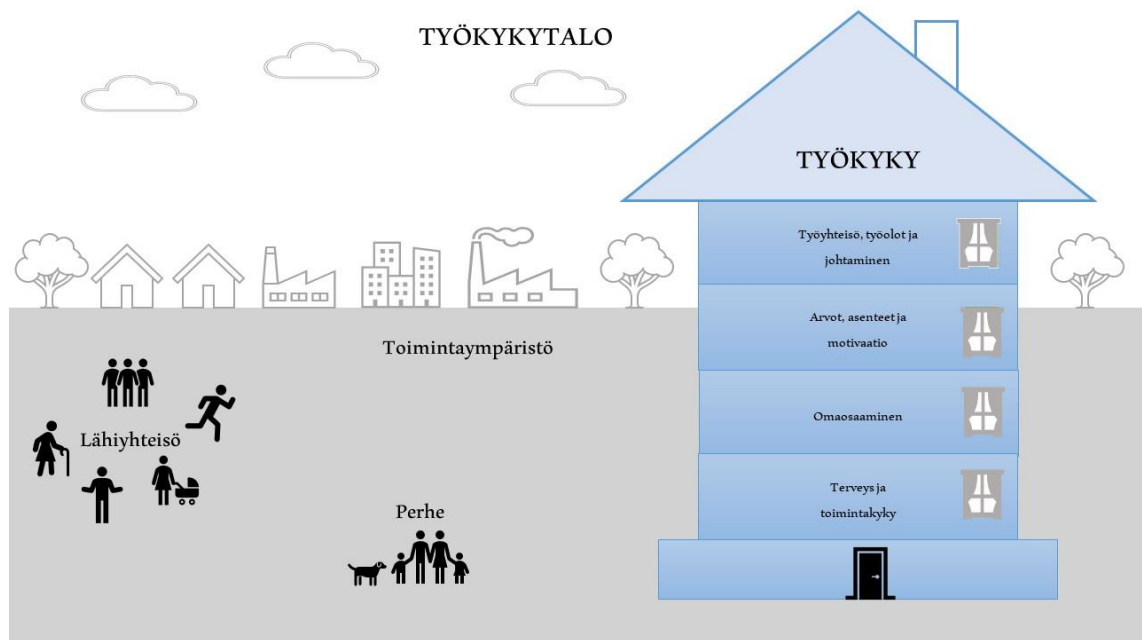 TYÖKYKYTALO
TYÖKYKY
Työyhteisö, työolot ja
johtaminen
Arvot, asenteet ja
motivaatio
Omaosaaminen
Terveys ja
toimintakyky
Toimintaympäristö
Lähiyhteisö
Perhe